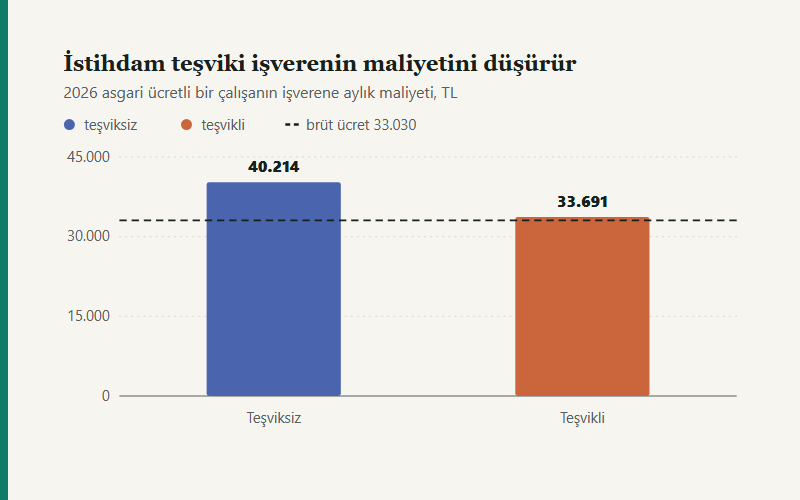 İstihdam teşviki işverenin maliyetini düşürür
2026 asgari ücretli bir çalışanın işverene aylık maliyeti, TL
teşviksiz teşvikli brüt ücret 33.030
45.000
40.214
33.691
30.000
15.000
0
Teşviksiz Teşvikli